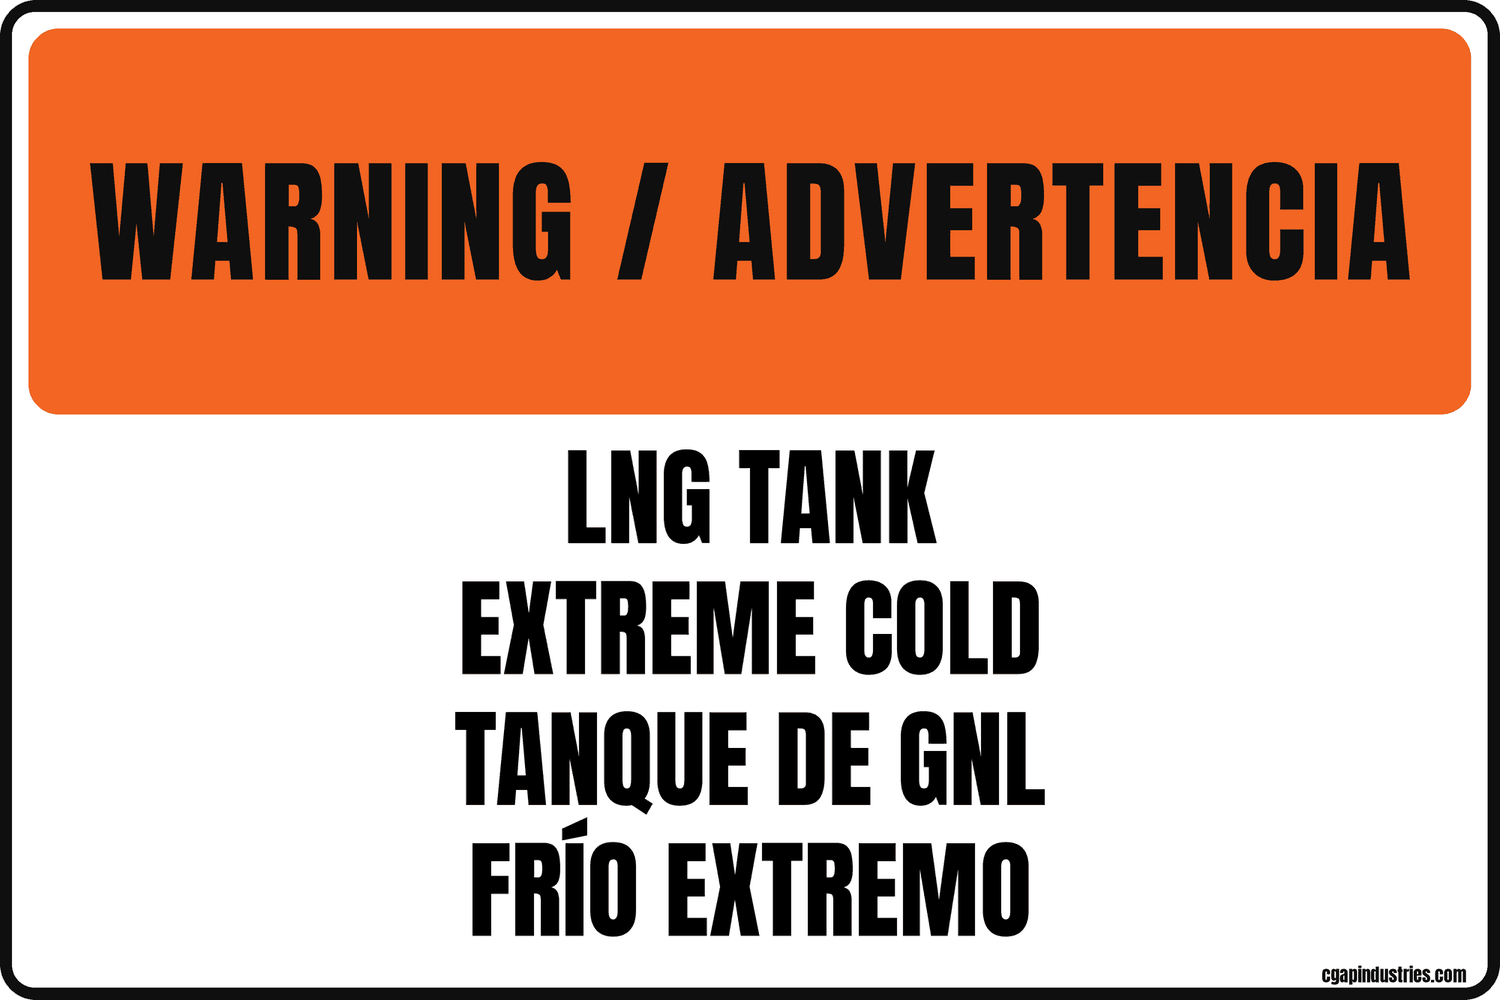 WARNING / ADVERTENCIA
LNG TANK
EXTREME COLD
TANQUE DE GNL
FRÍO EXTREMO
cgapindustries.com